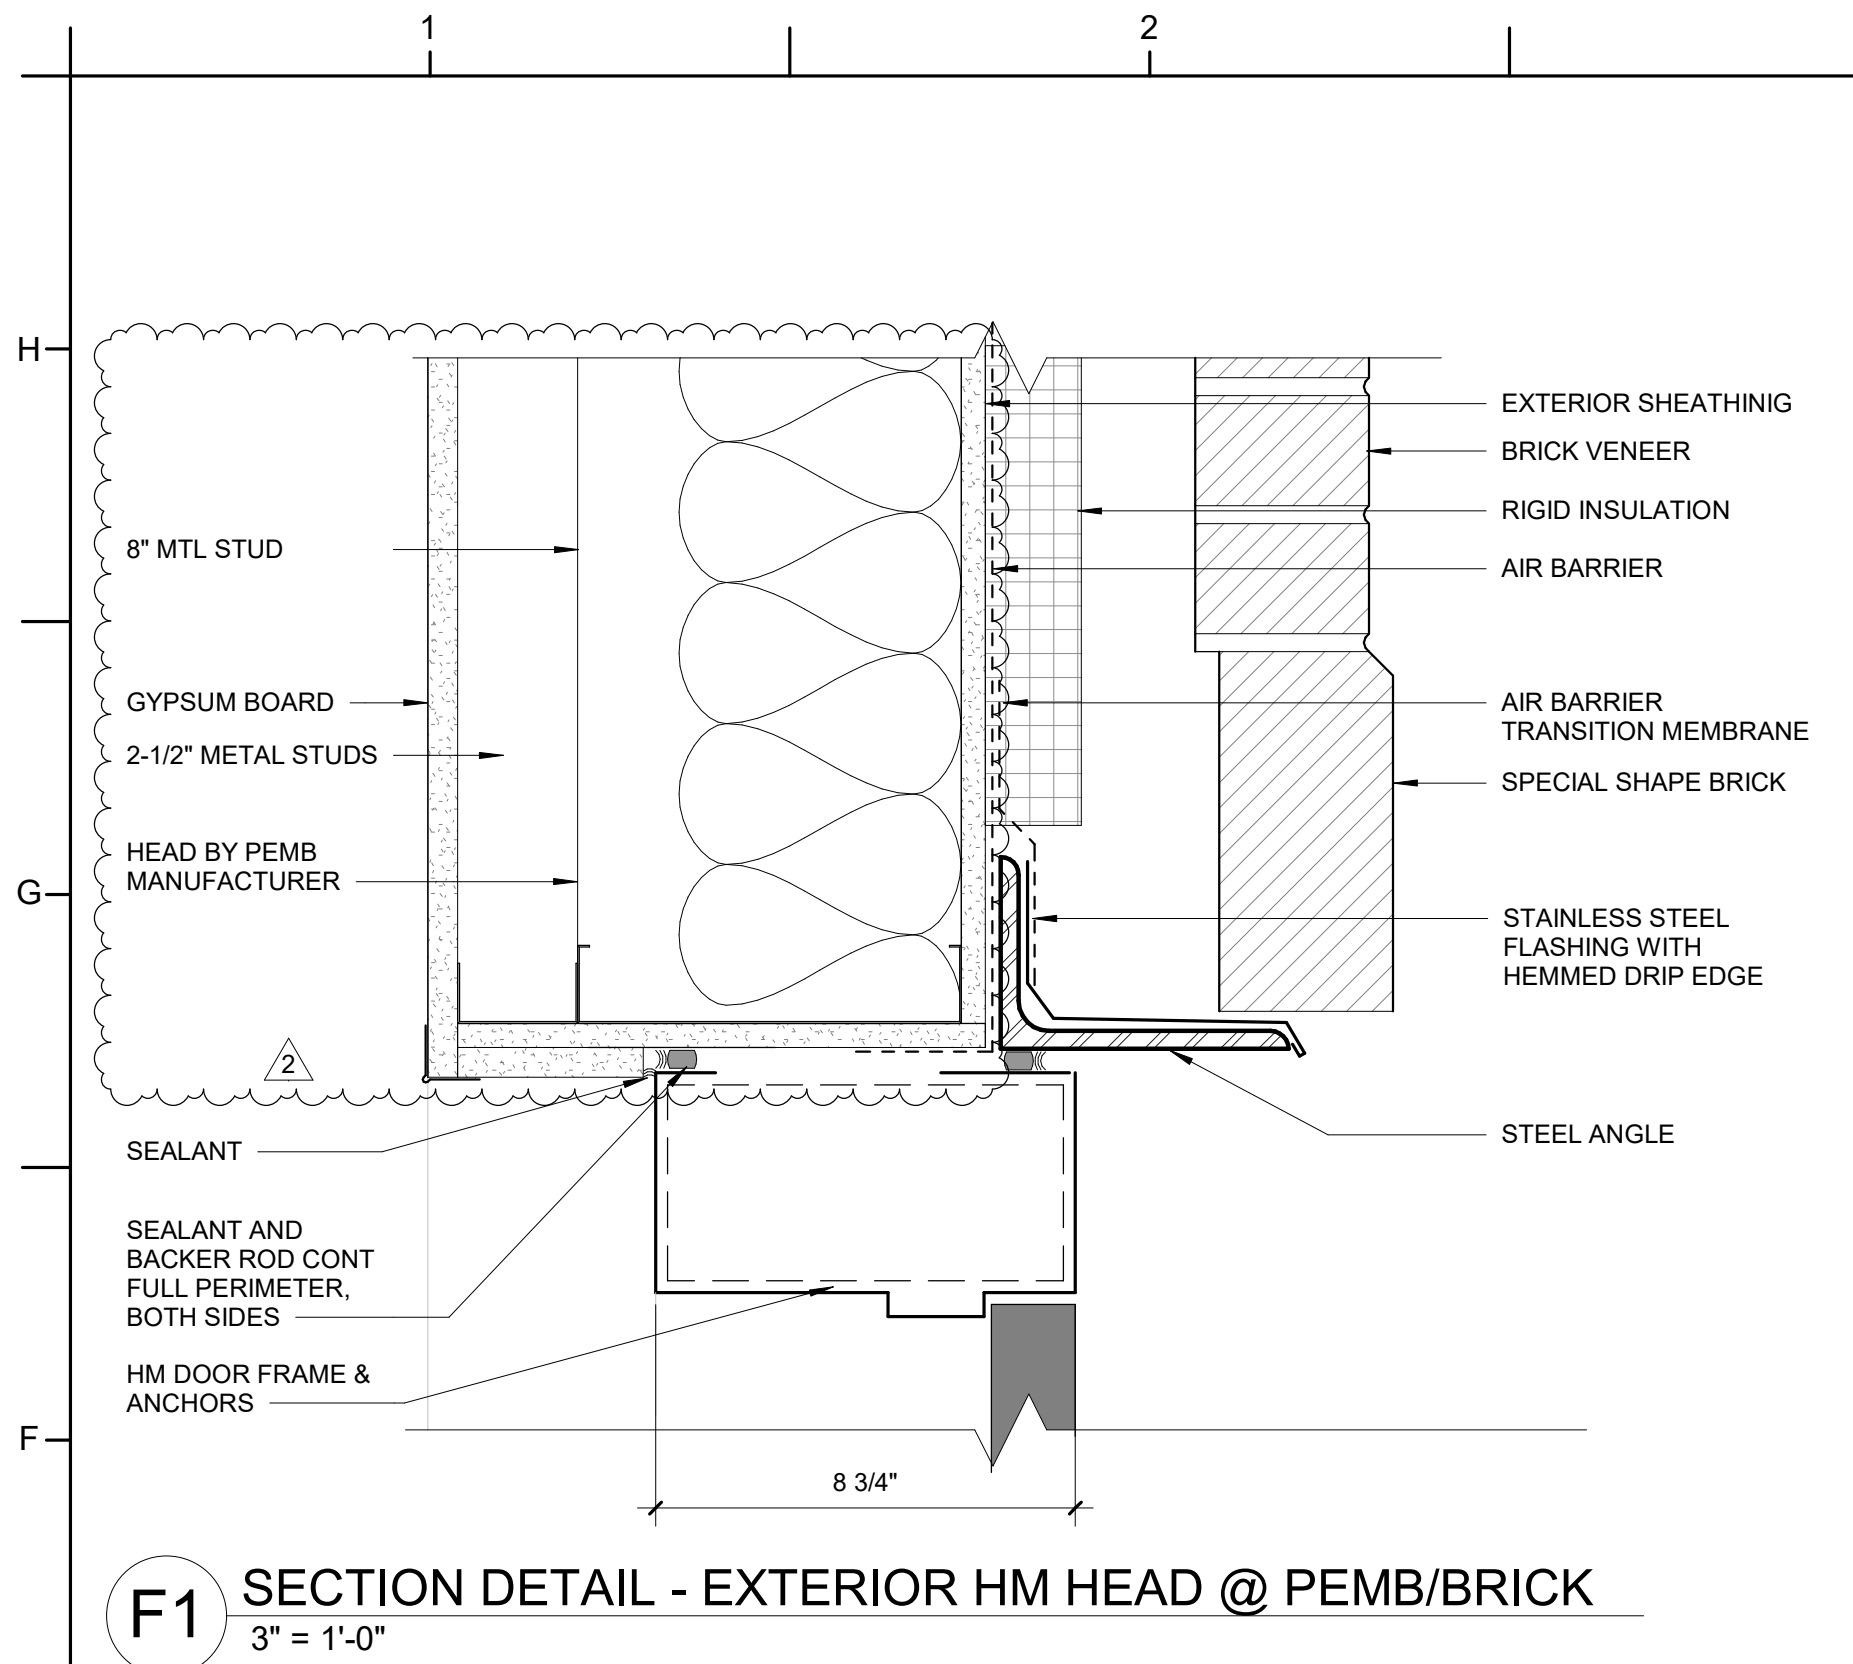 1
2
H
G
F
8" MTL STUD
GYPSUM BOARD
2-1/2" METAL STUDS
HEAD BY PEMB
MANUFACTURER
2
SEALANT
SEALANT AND
BACKER ROD CONT
FULL PERIMETER,
BOTH SIDES
HM DOOR FRAME &
ANCHORS
EXTERIOR SHEATHINIG
BRICK VENEER
RIGID INSULATION
AIR BARRIER
AIR BARRIER
TRANSITION MEMBRANE
SPECIAL SHAPE BRICK
STAINLESS STEEL
FLASHING WITH
HEMMED DRIP EDGE
STEEL ANGLE
8 3/4"
F1
SECTION DETAIL - EXTERIOR HM HEAD @ PEMB/BRICK
3" = 1'-0"